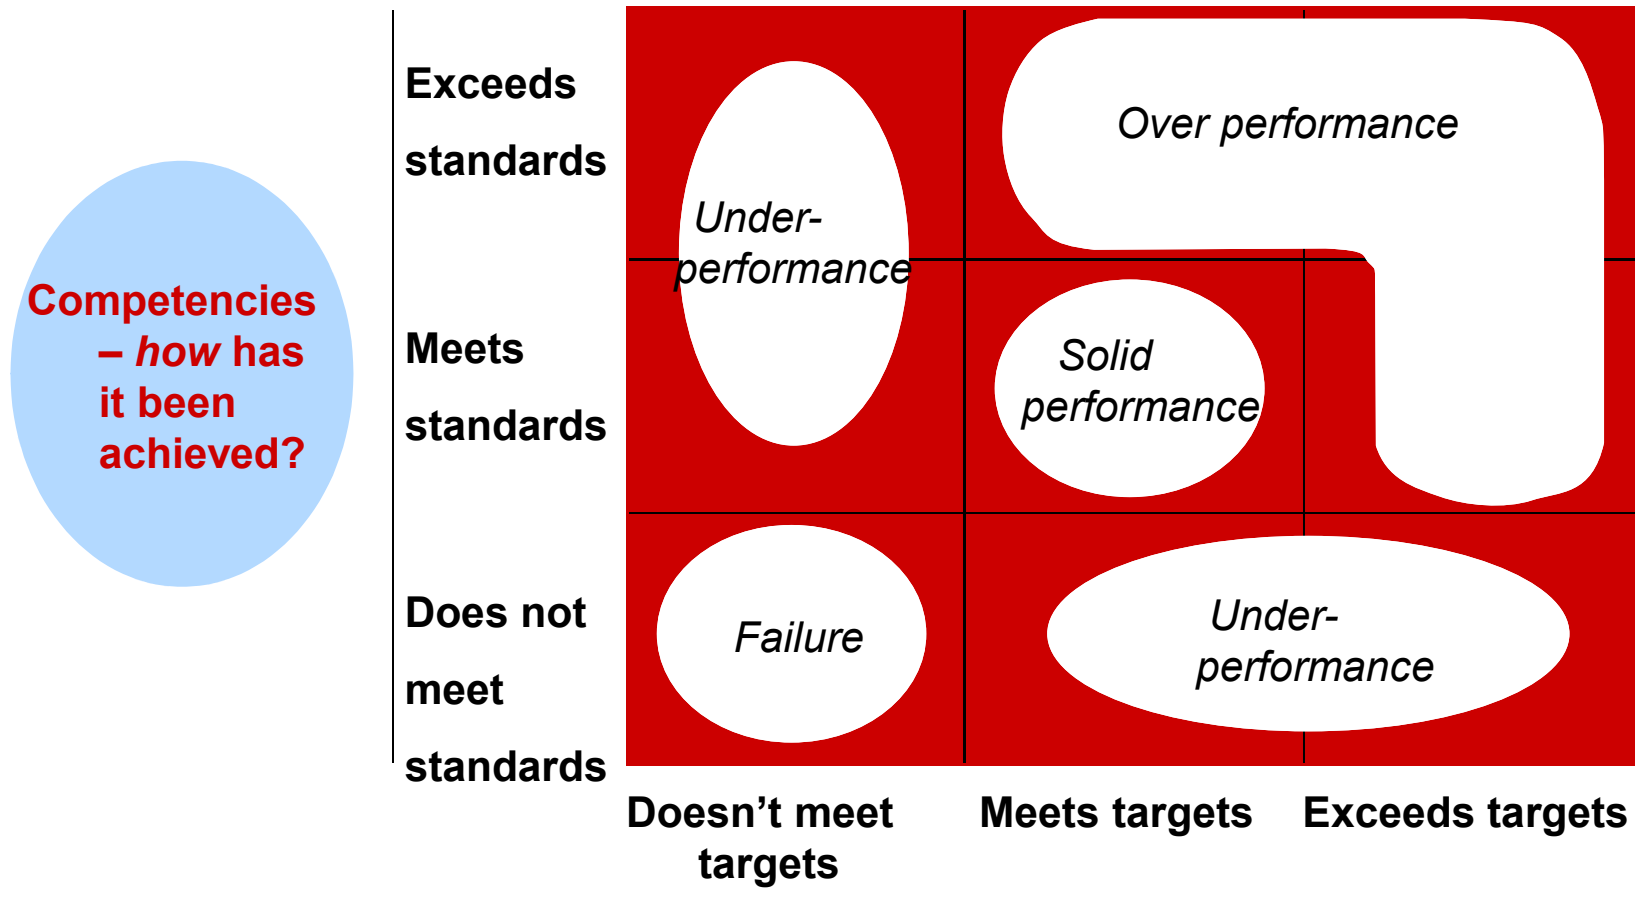 Competencies
– how has
it been
achieved?
Exceeds
standards
Meets
standards
Does not
meet
standards
Under-
performance
Over performance
Solid
performance
Failure
Under-
performance
Doesn’t meet
targets
Meets targets
Exceeds targets